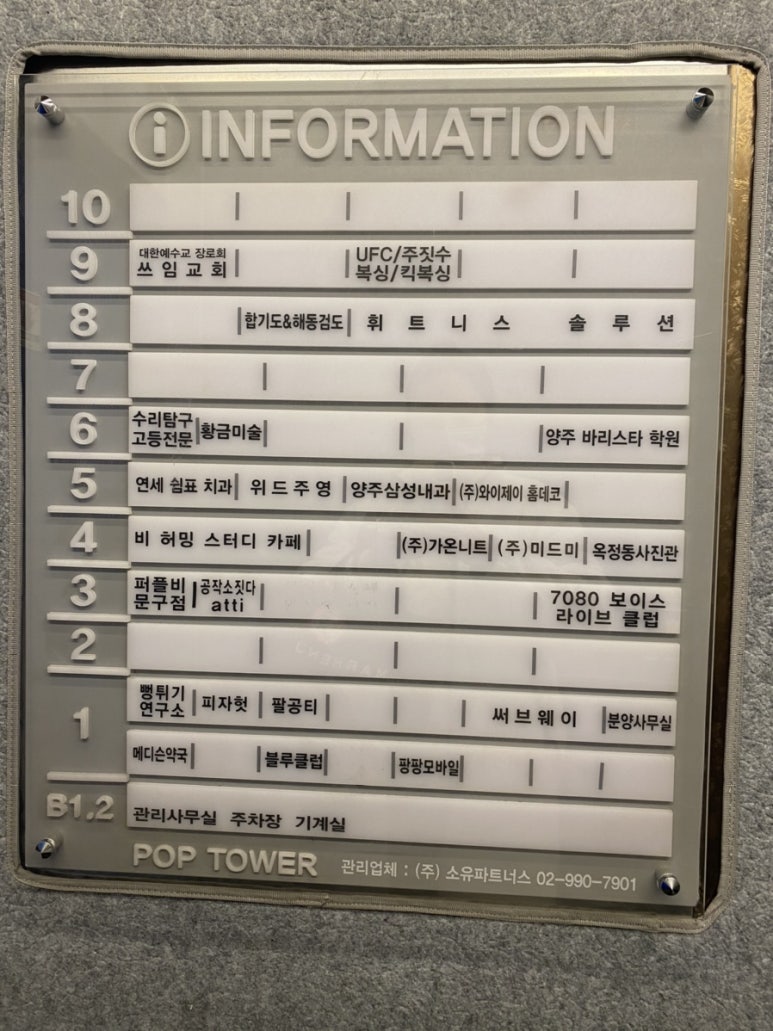 i INFORMATION
10
9
대한예수교 장로회
쓰임교회
UFC/주짓수
복싱/킥복싱
8
합기도&해동검도
휘트니스 솔루션
7
6
수리탐구
고등전문
황금미술
양주 바리스타 학원
5
연세 쉼표 치과
위드주영
양주삼성내과
(주)와이제이 홈데코
4
비 허밍 스터디 카페
(주)가온니트
(주)미드미
옥정동사진관
3
퍼플비
문구점
공작소짓다
atti
7080 보이스
라이브 클럽
2
1
뻥튀기
연구소
피자헛
팔공티
써브웨이
분양사무실
메디슨약국
블루클럽
팡팡모바일
B1.2
관리사무실 주차장 기계실
POP TOWER
관리업체 : (주) 소유파트너스 02-990-7901